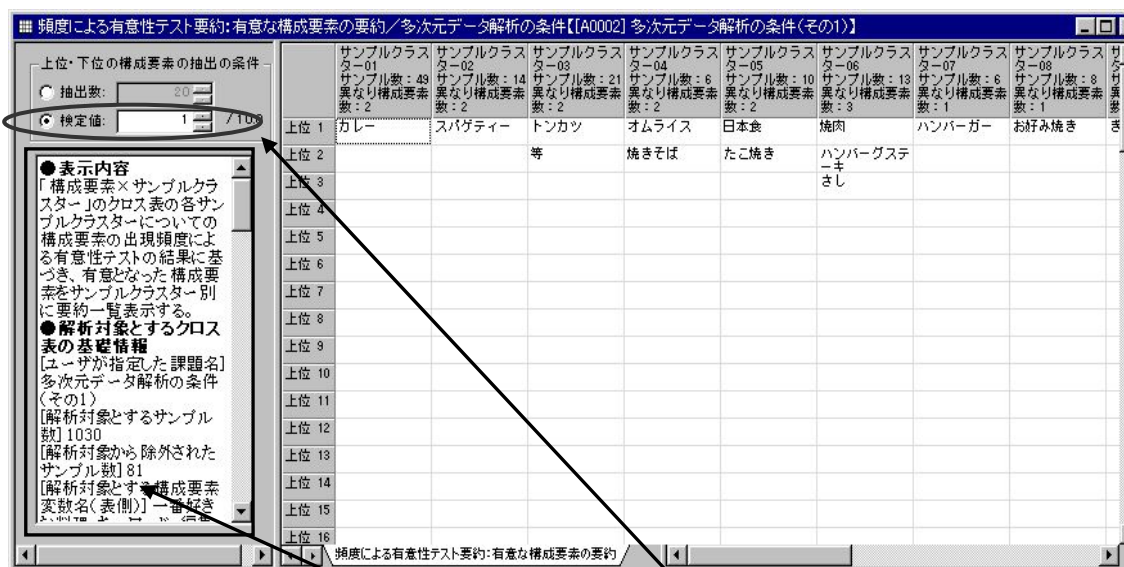 頻度による有意性テスト要約:有意な構成要素の要約/多次元データ解析の条件【[A0002] 多次元データ解析の条件(その1)】
上位・下位の構成要素の抽出の条件
抽出数: 20
検定値: 1 /100
●表示内容
「構成要素×サンプルクラ
スター」のクロス表の各サン
プルクラスターについての
構成要素の出現頻度によ
る有意性テストの結果に基
づき、有意となった構成要
素をサンプルクラスター別
に要約一覧表示する。
●解析対象とするクロス
表の基礎情報
[ユーザが指定した課題名]
多次元データ解析の条件
(その1)
[解析対象とするサンプル
数] 1030
[解析対象から除外された
サンプル数] 81
[解析対象とする構成要素
変数名(表側)] 一番好き
サンプルクラスター-01 サンプル数:49 異なり構成要素数:2
サンプルクラスター-02 サンプル数:14 異なり構成要素数:2
サンプルクラスター-03 サンプル数:21 異なり構成要素数:2
サンプルクラスター-04 サンプル数:6 異なり構成要素数:2
サンプルクラスター-05 サンプル数:10 異なり構成要素数:2
サンプルクラスター-06 サンプル数:13 異なり構成要素数:3
サンプルクラスター-07 サンプル数:6 異なり構成要素数:1
サンプルクラスター-08 サンプル数:8 異なり構成要素数:1
上位 1 カレー スパゲティー トンカツ オムライス 日本食 焼肉 ハンバーガー お好み焼き ぎ
上位 2 等 焼きそば たこ焼き ハンバーグステーキ
上位 3 さし
上位 4
上位 5
上位 6
上位 7
上位 8
上位 9
上位 10
上位 11
上位 12
上位 13
上位 14
上位 15
上位 16
頻度による有意性テスト要約:有意な構成要素の要約